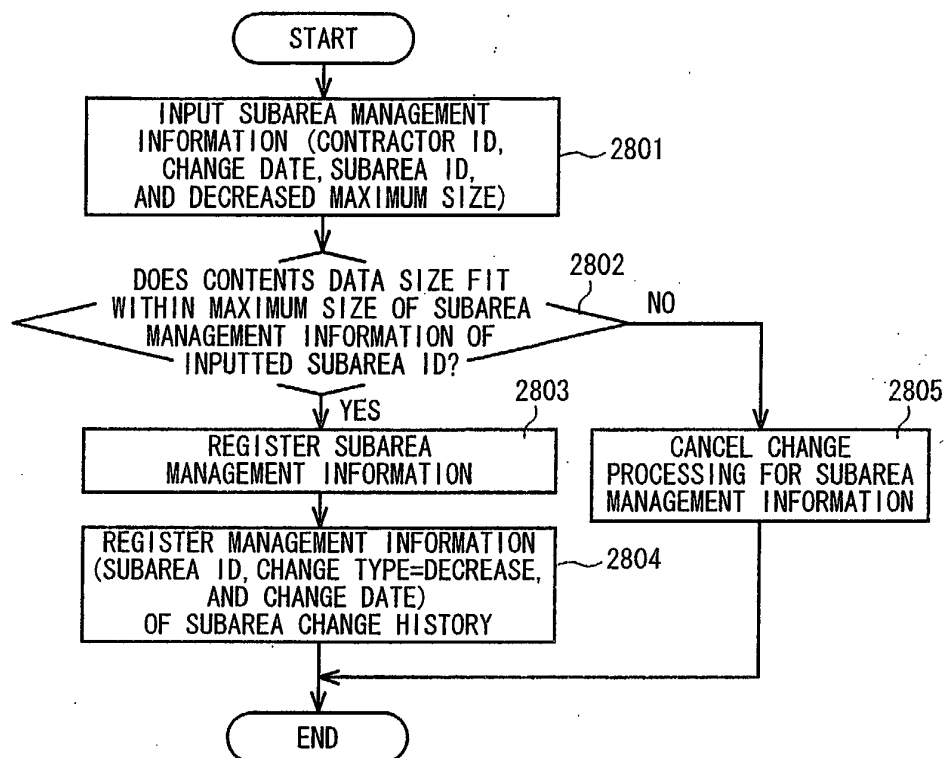 START
INPUT SUBAREA MANAGEMENT
INFORMATION (CONTRACTOR ID,
CHANGE DATE, SUBAREA ID,
AND DECREASED MAXIMUM SIZE)
2801
DOES CONTENTS DATA SIZE FIT
WITHIN MAXIMUM SIZE OF SUBAREA
MANAGEMENT INFORMATION OF
INPUTTED SUBAREA ID?
2802
NO
YES
2803
REGISTER SUBAREA
MANAGEMENT INFORMATION
2805
CANCEL CHANGE
PROCESSING FOR SUBAREA
MANAGEMENT INFORMATION
REGISTER MANAGEMENT INFORMATION
(SUBAREA ID, CHANGE TYPE=DECREASE,
AND CHANGE DATE)
OF SUBAREA CHANGE HISTORY
2804
END